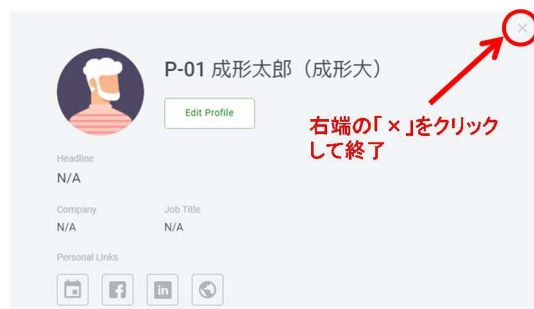 ×
P-01 成形太郎（成形大）
Edit Profile
右端の「×」をクリック
して終了
Headline
N/A
Company Job Title
N/A N/A
Personal Links
in